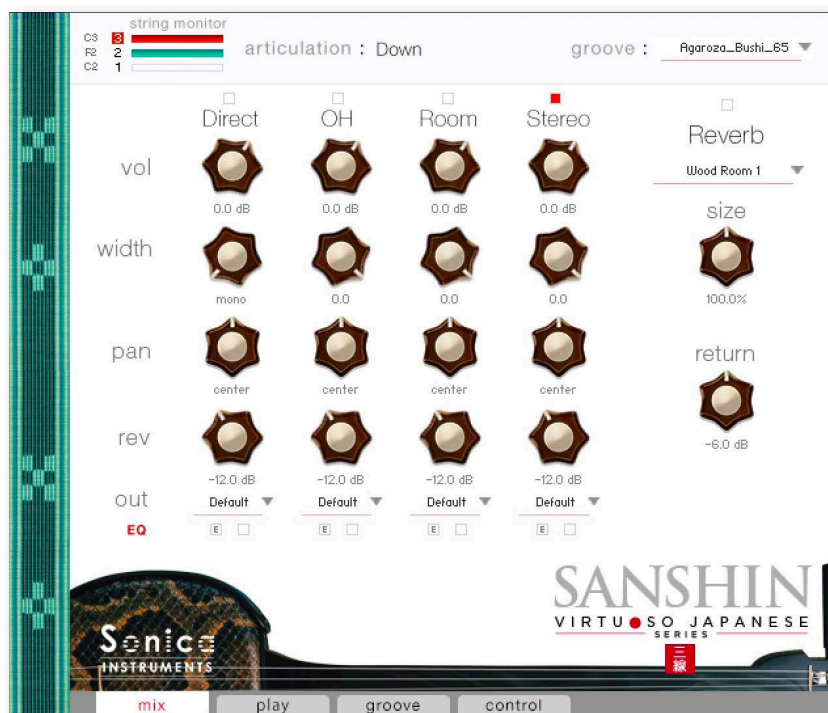 string monitor
C3 3
F2 2
C2 1
articulation : Down
groove : Agaroza_Bushi_65
Direct OH Room Stereo
Reverb
Wood Room 1
vol
0.0 dB 0.0 dB 0.0 dB 0.0 dB
size
100.0%
width
mono 0.0 0.0 0.0
pan
center center center center
return
-6.0 dB
rev
-12.0 dB -12.0 dB -12.0 dB -12.0 dB
out Default Default Default Default
EQ E E E E
SANSHIN
VIRTUOSO JAPANESE
SERIES
三線
Sonica
INSTRUMENTS
mix play groove control